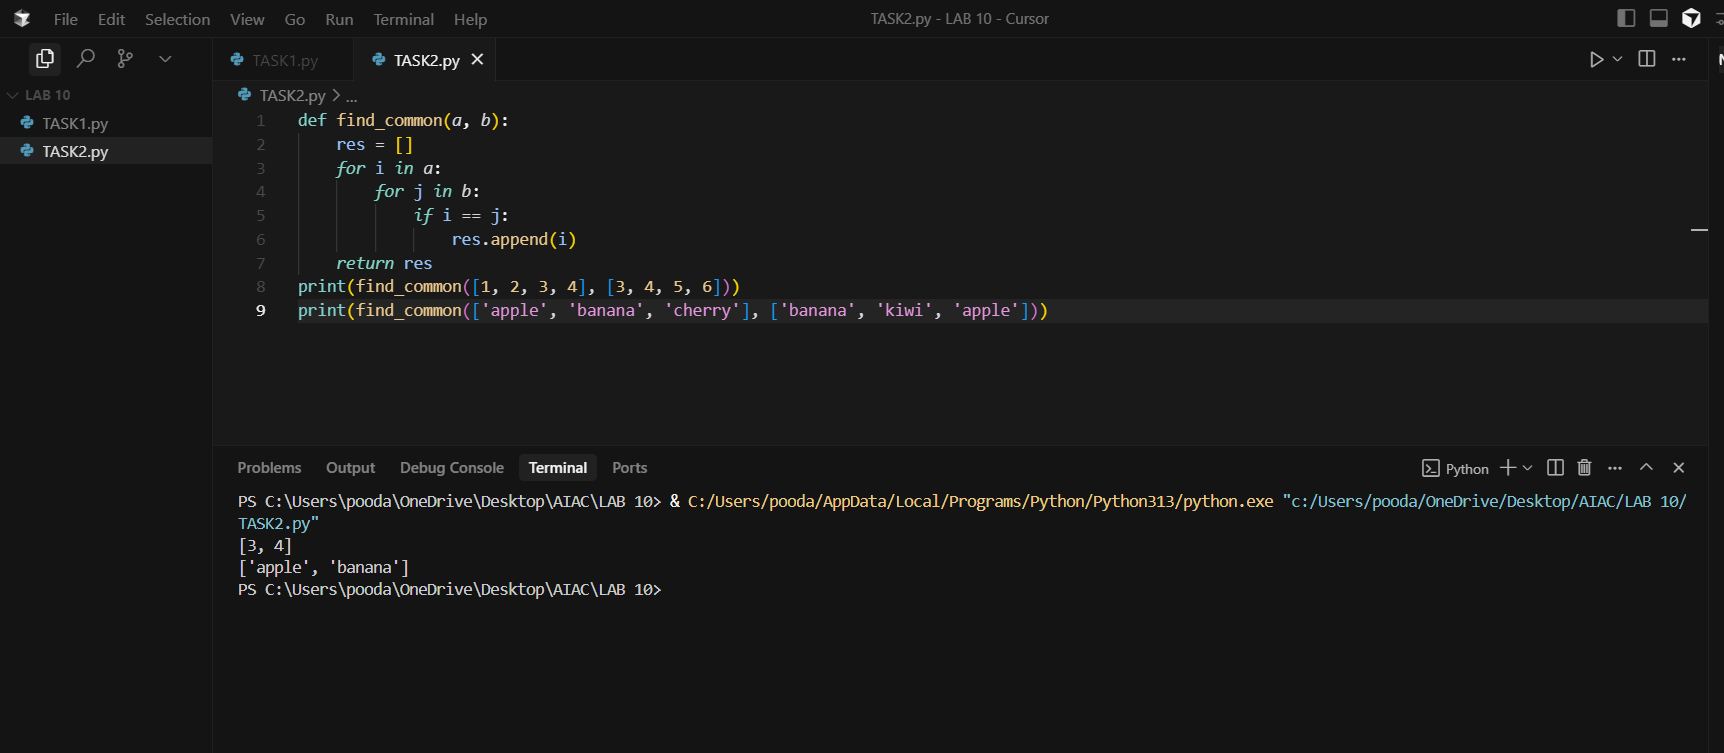 File Edit Selection View Go Run Terminal Help
TASK2.py - LAB 10 - Cursor
LAB 10
TASK1.py
TASK2.py
TASK1.py TASK2.py
TASK2.py > ...
1 def find_common(a, b):
2     res = []
3     for i in a:
4         for j in b:
5             if i == j:
6                 res.append(i)
7     return res
8 print(find_common([1, 2, 3, 4], [3, 4, 5, 6]))
9 print(find_common(['apple', 'banana', 'cherry'], ['banana', 'kiwi', 'apple']))
Problems Output Debug Console Terminal Ports
Python
PS C:\Users\pooda\OneDrive\Desktop\AIAC\LAB 10> & C:/Users/pooda/AppData/Local/Programs/Python/Python313/python.exe "c:/Users/pooda/OneDrive/Desktop/AIAC/LAB 10/
TASK2.py"
[3, 4]
['apple', 'banana']
PS C:\Users\pooda\OneDrive\Desktop\AIAC\LAB 10>